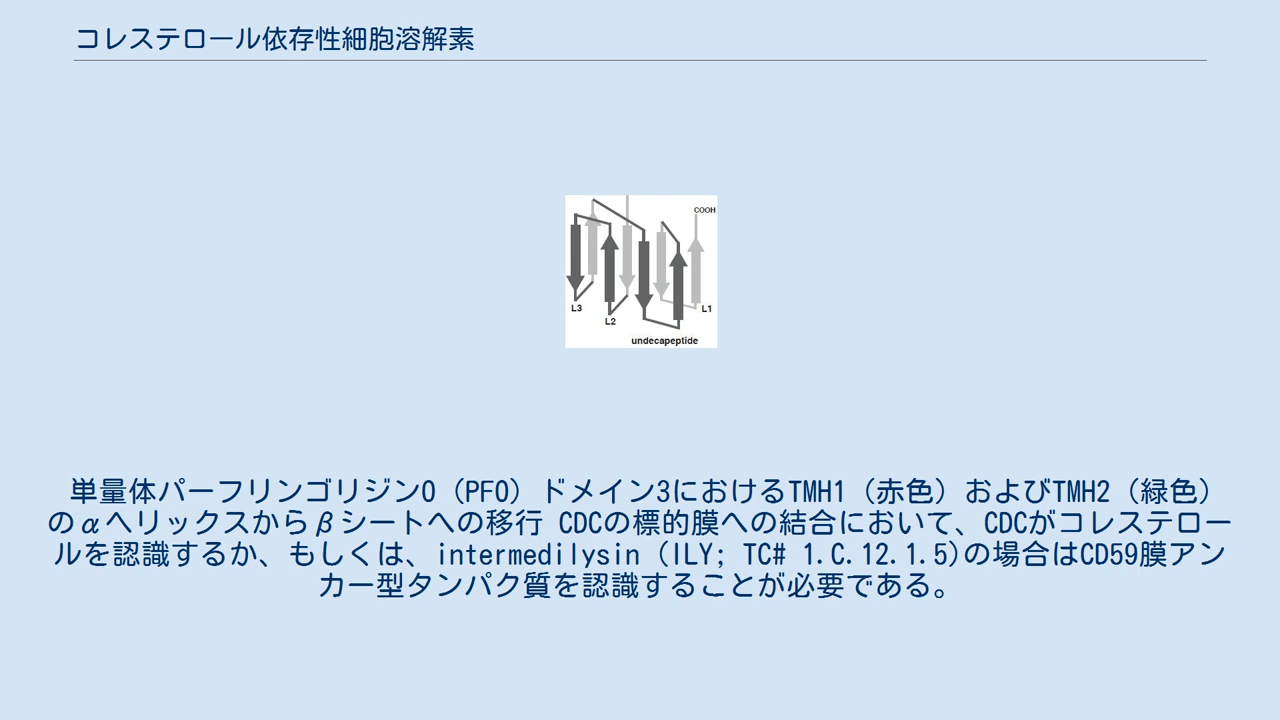 コレステロール依存性細胞溶解素
COOH
L3
L2
L1
undecapeptide
単量体パーフリンゴリジンO（PFO）ドメイン3におけるTMH1（赤色）およびTMH2（緑色）
のαヘリックスからβシートへの移行 CDCの標的膜への結合において、CDCがコレステロー
ルを認識するか、もしくは、intermedilysin (ILY; TC# 1.C.12.1.5)の場合はCD59膜アン
カー型タンパク質を認識することが必要である。